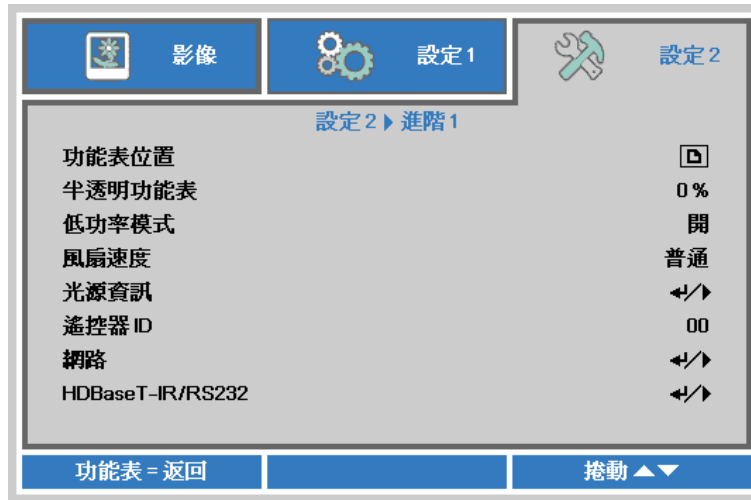 影像 設定1 設定2
設定2 ▶ 進階1
功能表位置
半透明功能表 0 %
低功率模式 開
風扇速度 普通
光源資訊 ↵/▶
遙控器 ID 00
網路 ↵/▶
HDBaseT-IR/RS232 ↵/▶
功能表 = 返回 捲動 ▲▼